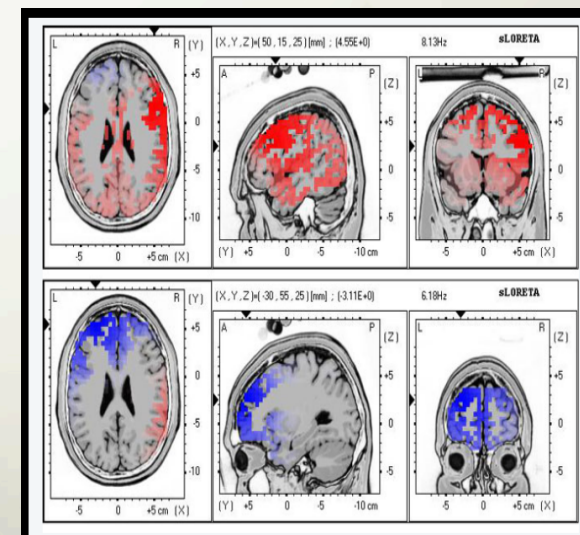 (X,Y,Z)=(50,15,25)[mm] ; (4.55E+0) 8.13Hz sLORETA
L R (Y)
+5
0
-5
-10
-5 0 +5 cm (X)
A P (Z)
+5
0
-5
(Y) +5 0 -5 -10 cm
L R (Z)
+5
0
-5
-5 0 +5 cm (X)
(X,Y,Z)=(-30,55,25)[mm] ; (-3.11E+0) 6.18Hz sLORETA
L R (Y)
+5
0
-5
-10
-5 0 +5 cm (X)
A P (Z)
+5
0
-5
(Y) +5 0 -5 -10 cm
L R (Z)
+5
0
-5
-5 0 +5 cm (X)